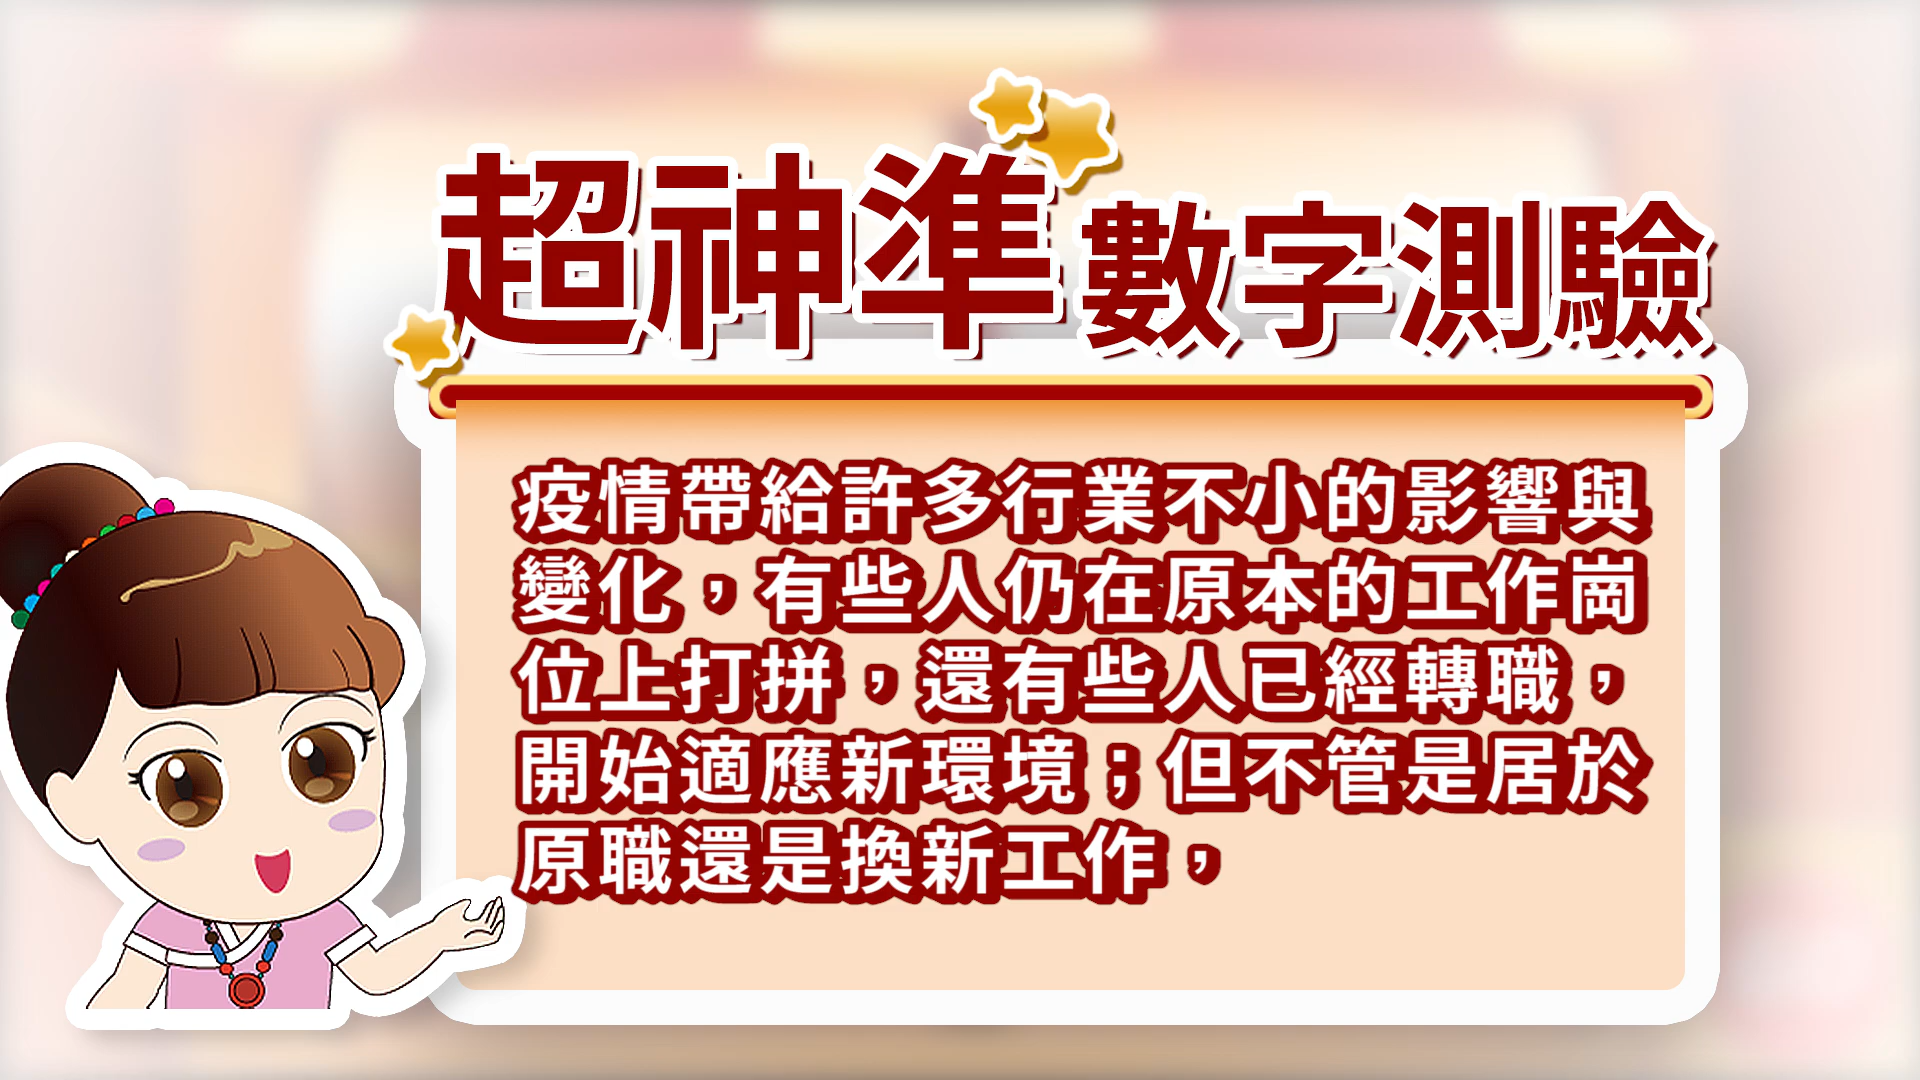 超神準數字測驗
疫情帶給許多行業不小的影響與
變化，有些人仍在原本的工作崗
位上打拼，還有些人已經轉職，
開始適應新環境；但不管是居於
原職還是換新工作，